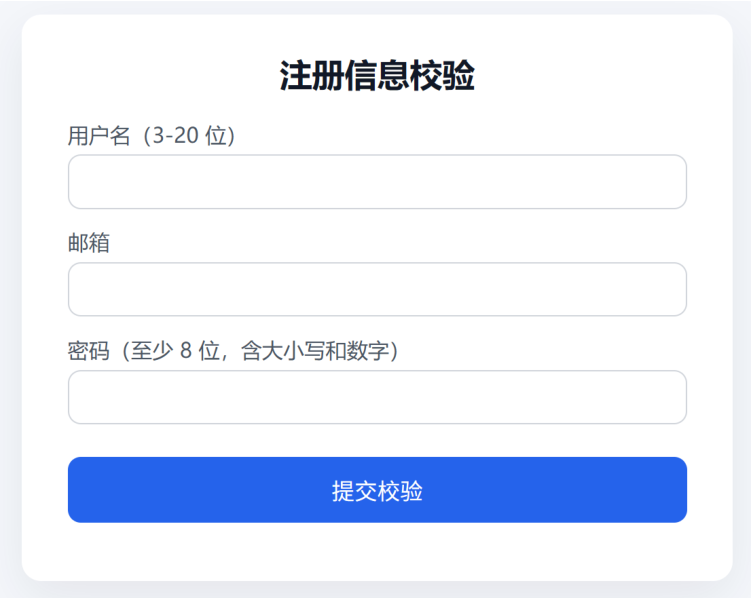 注册信息校验
用户名（3-20 位）
邮箱
密码（至少 8 位，含大小写和数字）
提交校验